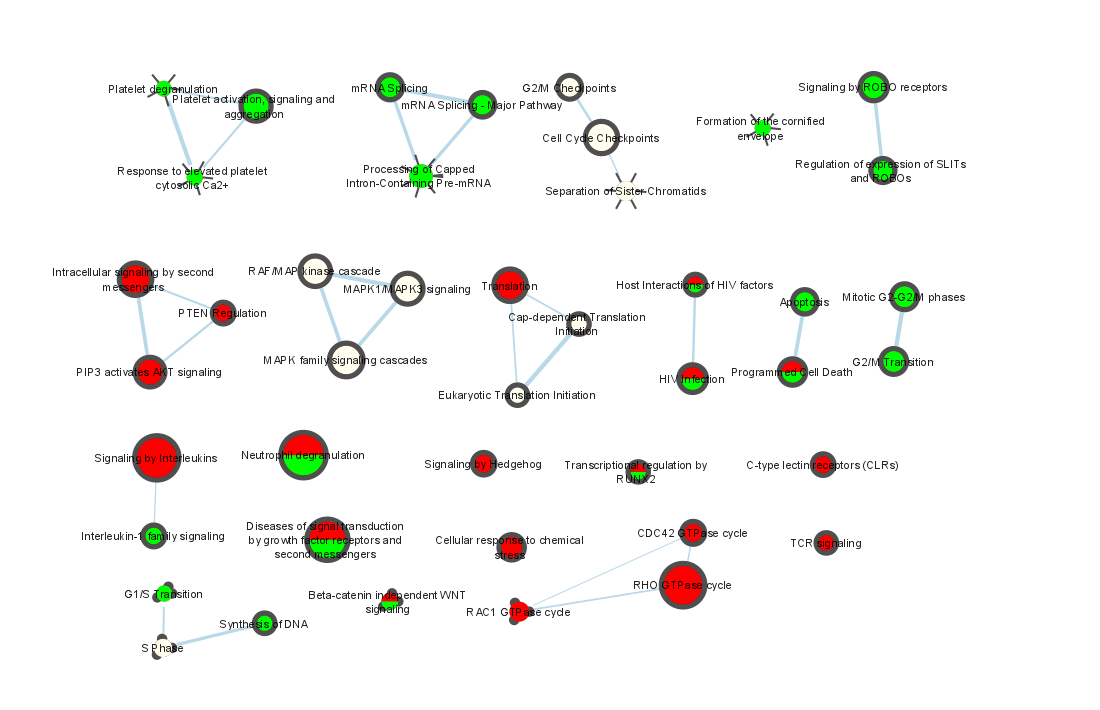 Platelet degranulation
Platelet activation, signaling and
aggregation
Response to elevated platelet
cytosolic Ca2+
mRNA Splicing
mRNA Splicing - Major Pathway
Processing of Capped
Intron-Containing Pre-mRNA
G2/M Checkpoints
Cell Cycle Checkpoints
Separation of Sister Chromatids
Formation of the cornified
envelope
Signaling by ROBO receptors
Regulation of expression of SLITs
and ROBOs
Intracellular signaling by second
messengers
PTEN Regulation
PIP3 activates AKT signaling
RAF/MAP kinase cascade
MAPK1/MAPK3 signaling
MAPK family signaling cascades
Translation
Cap-dependent Translation
Initiation
Eukaryotic Translation Initiation
Host Interactions of HIV factors
HIV Infection
Apoptosis
Programmed Cell Death
Mitotic G2-G2/M phases
G2/M Transition
Signaling by Interleukins
Neutrophil degranulation
Signaling by Hedgehog
Transcriptional regulation by
RUNX2
C-type lectin receptors (CLRs)
Interleukin-1 family signaling
Diseases of signal transduction
by growth factor receptors and
second messengers
Cellular response to chemical
stress
CDC42 GTPase cycle
TCR signaling
RHO GTPase cycle
RAC1 GTPase cycle
G1/S Transition
Beta-catenin independent WNT
signaling
Synthesis of DNA
S Phase